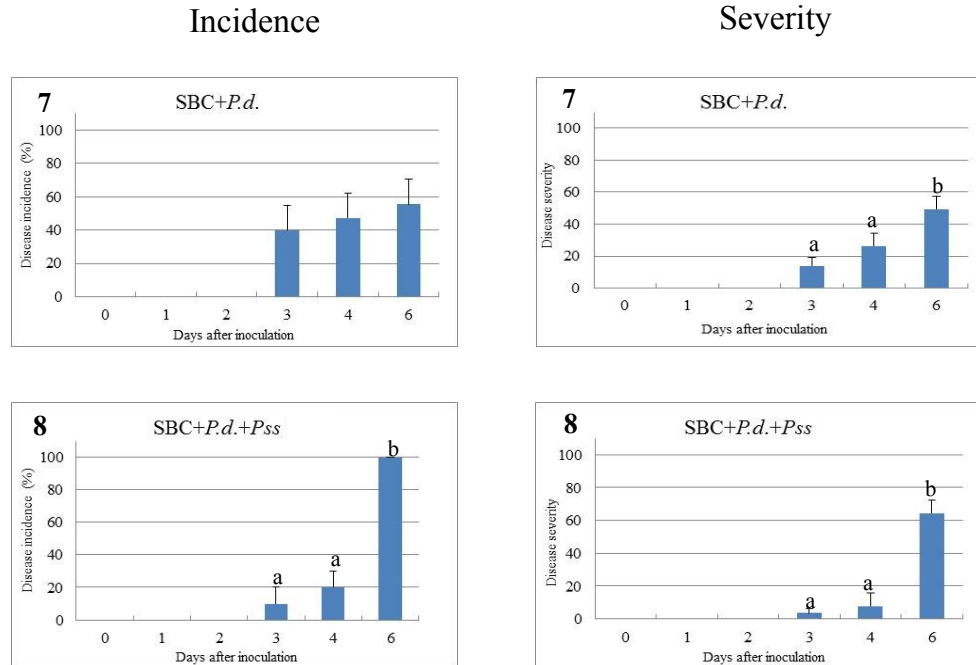 Incidence
Severity
7
SBC+P.d.
Disease incidence (%)
100
80
60
40
20
0
0 1 2 3 4 6
Days after inoculation
7
SBC+P.d.
Disease severity
100
80
60
40
20
0
a
a
b
0 1 2 3 4 6
Days after inoculation
8
SBC+P.d.+Pss
Disease incidence (%)
100
80
60
40
20
0
a
a
b
0 1 2 3 4 6
Days after inoculation
8
SBC+P.d.+Pss
Disease severity
100
80
60
40
20
0
a
a
b
0 1 2 3 4 6
Days after inoculation